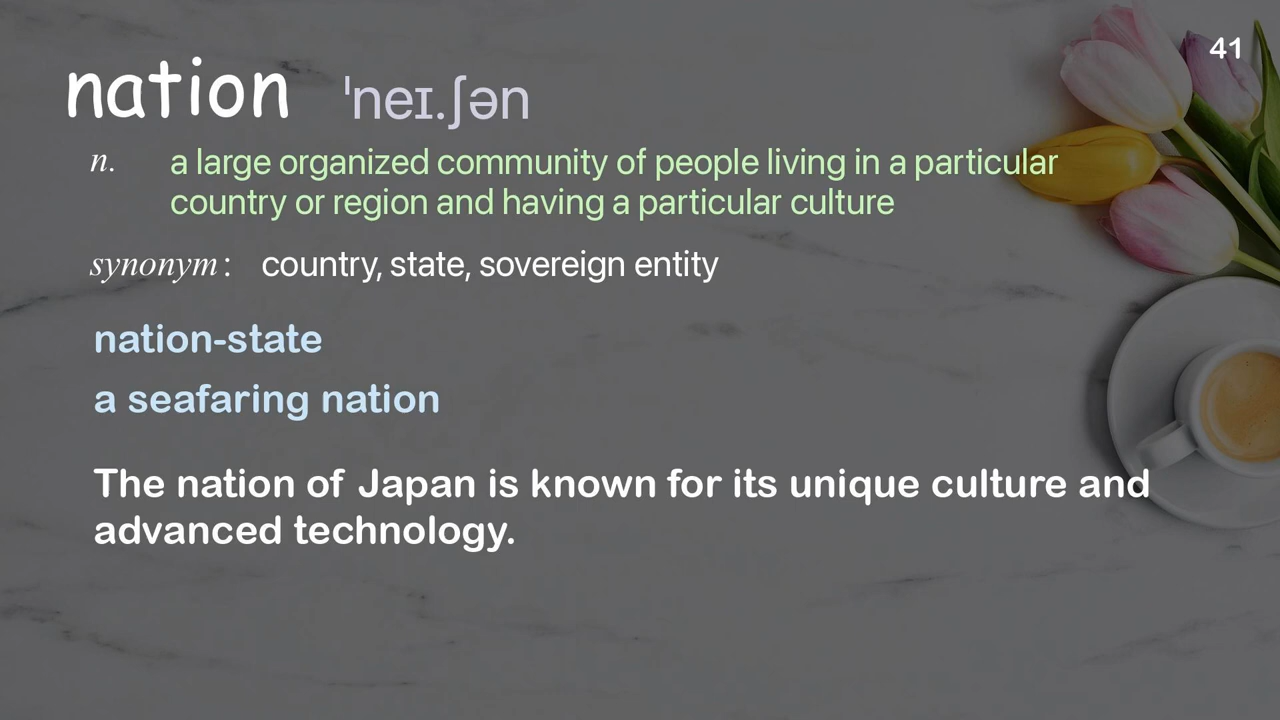 41
nation ˈneɪ.ʃən
n. a large organized community of people living in a particular
country or region and having a particular culture
synonym: country, state, sovereign entity
nation-state
a seafaring nation
The nation of Japan is known for its unique culture and
advanced technology.